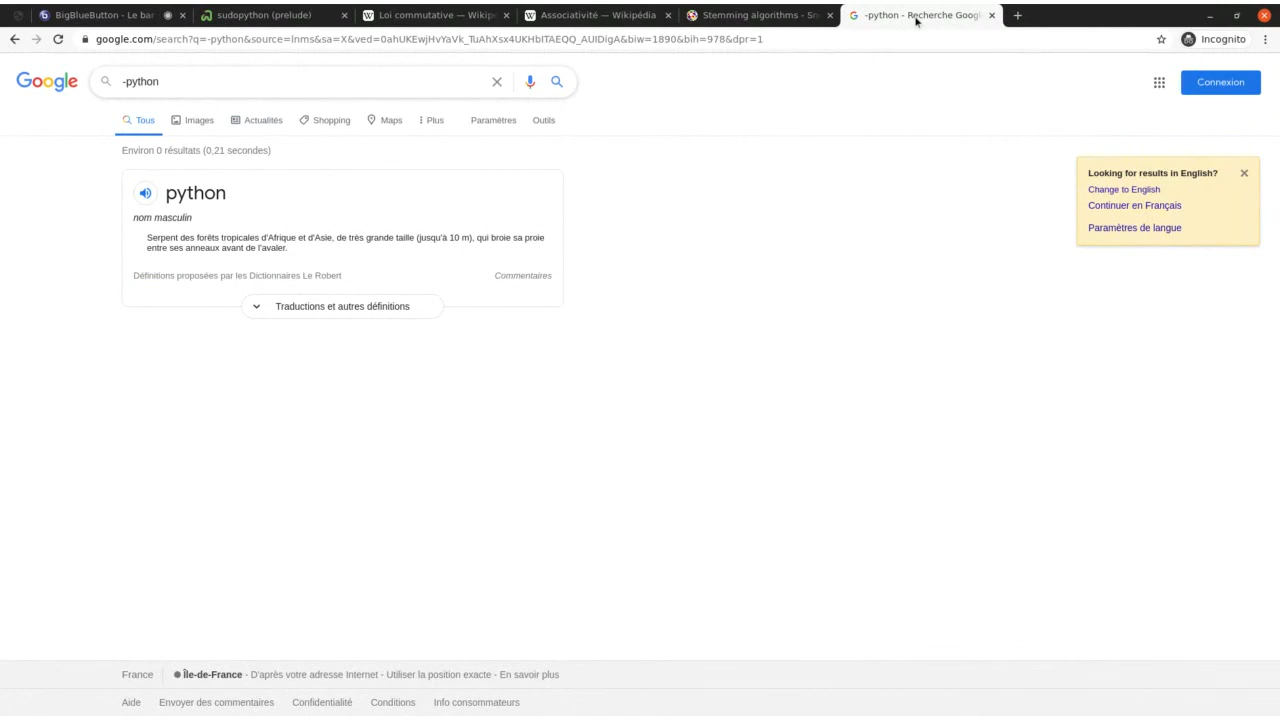 BigBlueButton - Le bar
sudopython (prelude)
Loi commutative — Wikip
Associativité — Wikipédia
Stemming algorithms - Sn
-python - Recherche Googl
google.com/search?q=-python&source=lnms&sa=X&ved=0ahUKEwjHvYaVk_TuAhXsx4UKHbITAEQQ_AUIDigA&biw=1890&bih=978&dpr=1
Incognito
Google
-python
Connexion
Tous
Images
Actualités
Shopping
Maps
Plus
Paramètres
Outils
Environ 0 résultats (0,21 secondes)
python
nom masculin
Serpent des forêts tropicales d'Afrique et d'Asie, de très grande taille (jusqu'à 10 m), qui broie sa proie
entre ses anneaux avant de l'avaler.
Définitions proposées par les Dictionnaires Le Robert
Commentaires
Traductions et autres définitions
Looking for results in English?
Change to English
Continuer en Français
Paramètres de langue
France
Île-de-France - D'après votre adresse Internet - Utiliser la position exacte - En savoir plus
Aide
Envoyer des commentaires
Confidentialité
Conditions
Info consommateurs